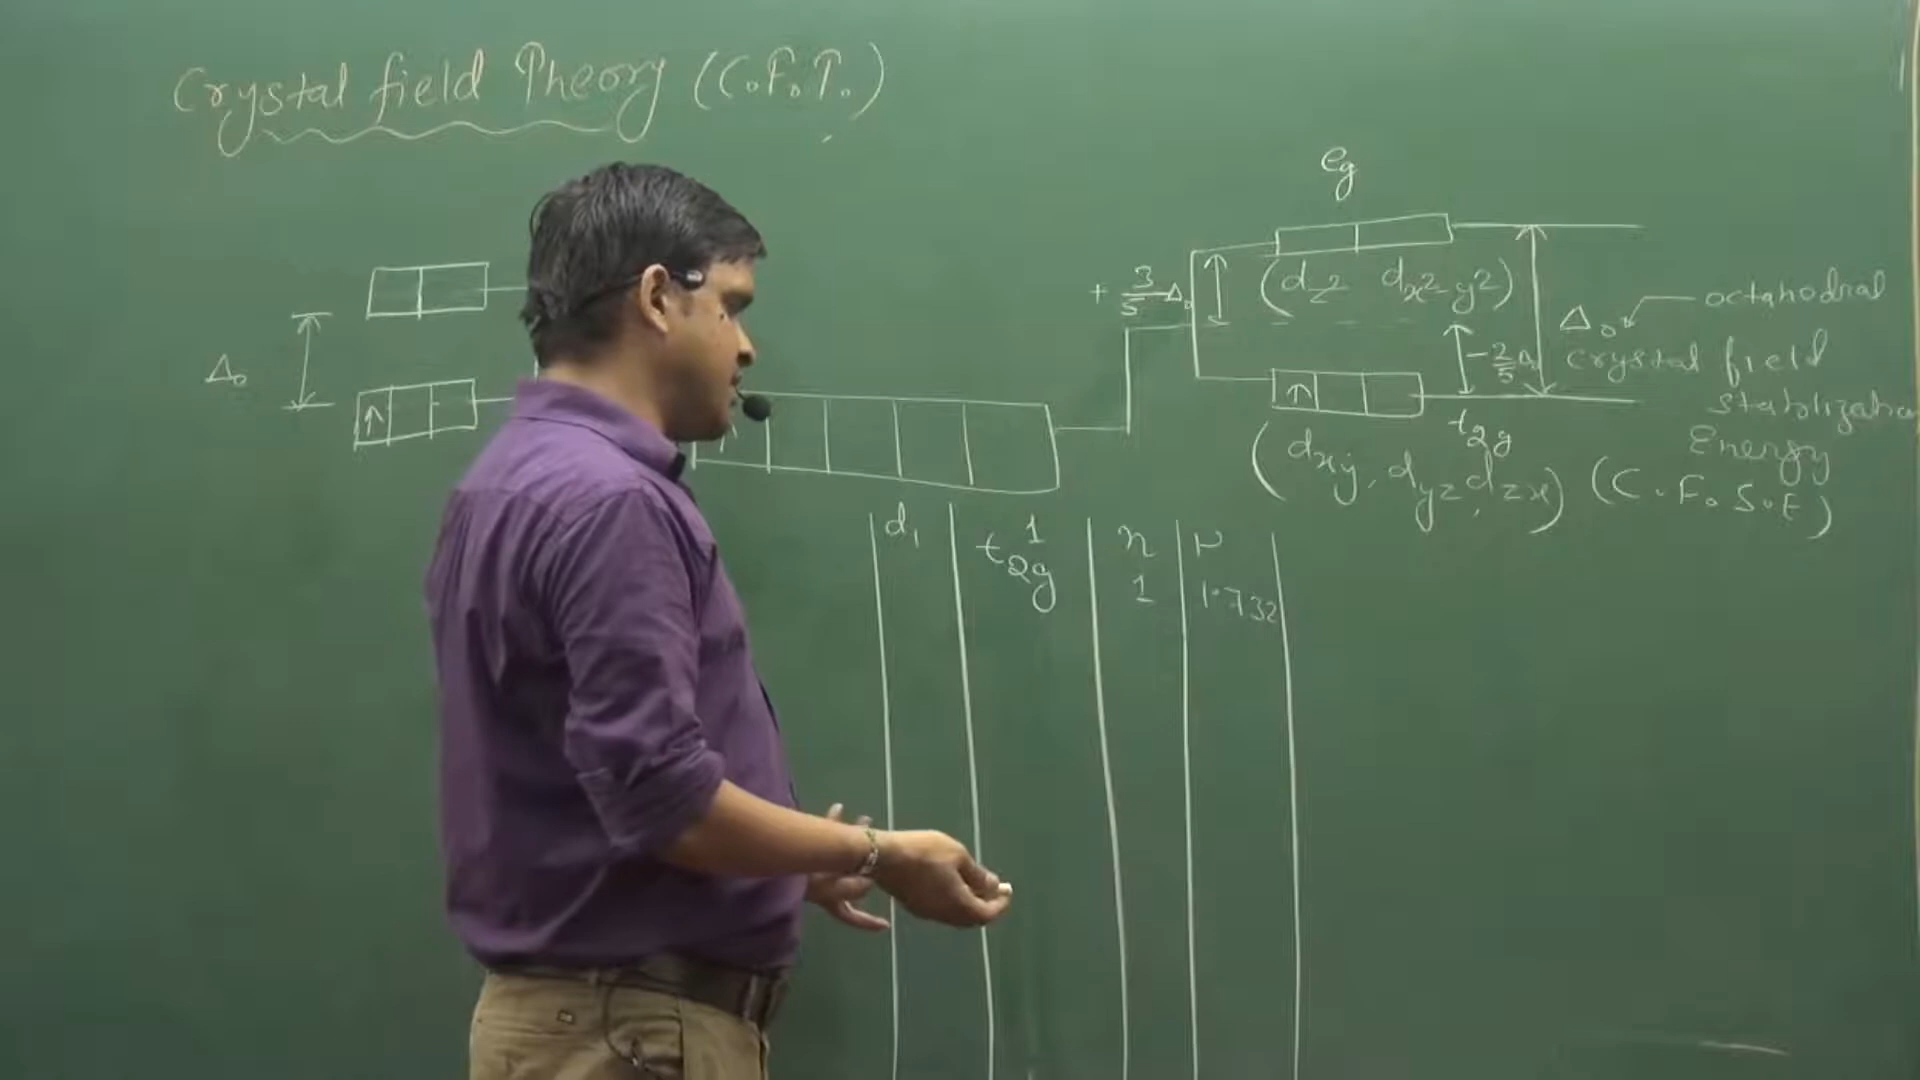 Crystal field Theory (C.F.T.)
eg
+ 3/5 Δo
(dz² dx²-y²)
Δo octahodral
-2/5 Δo
crystal field
stabilization
Energy
(C.F.S.E)
t2g
(dxy, dyz, dzx)
Δo
d1 t2g¹ n μ
1 1.732